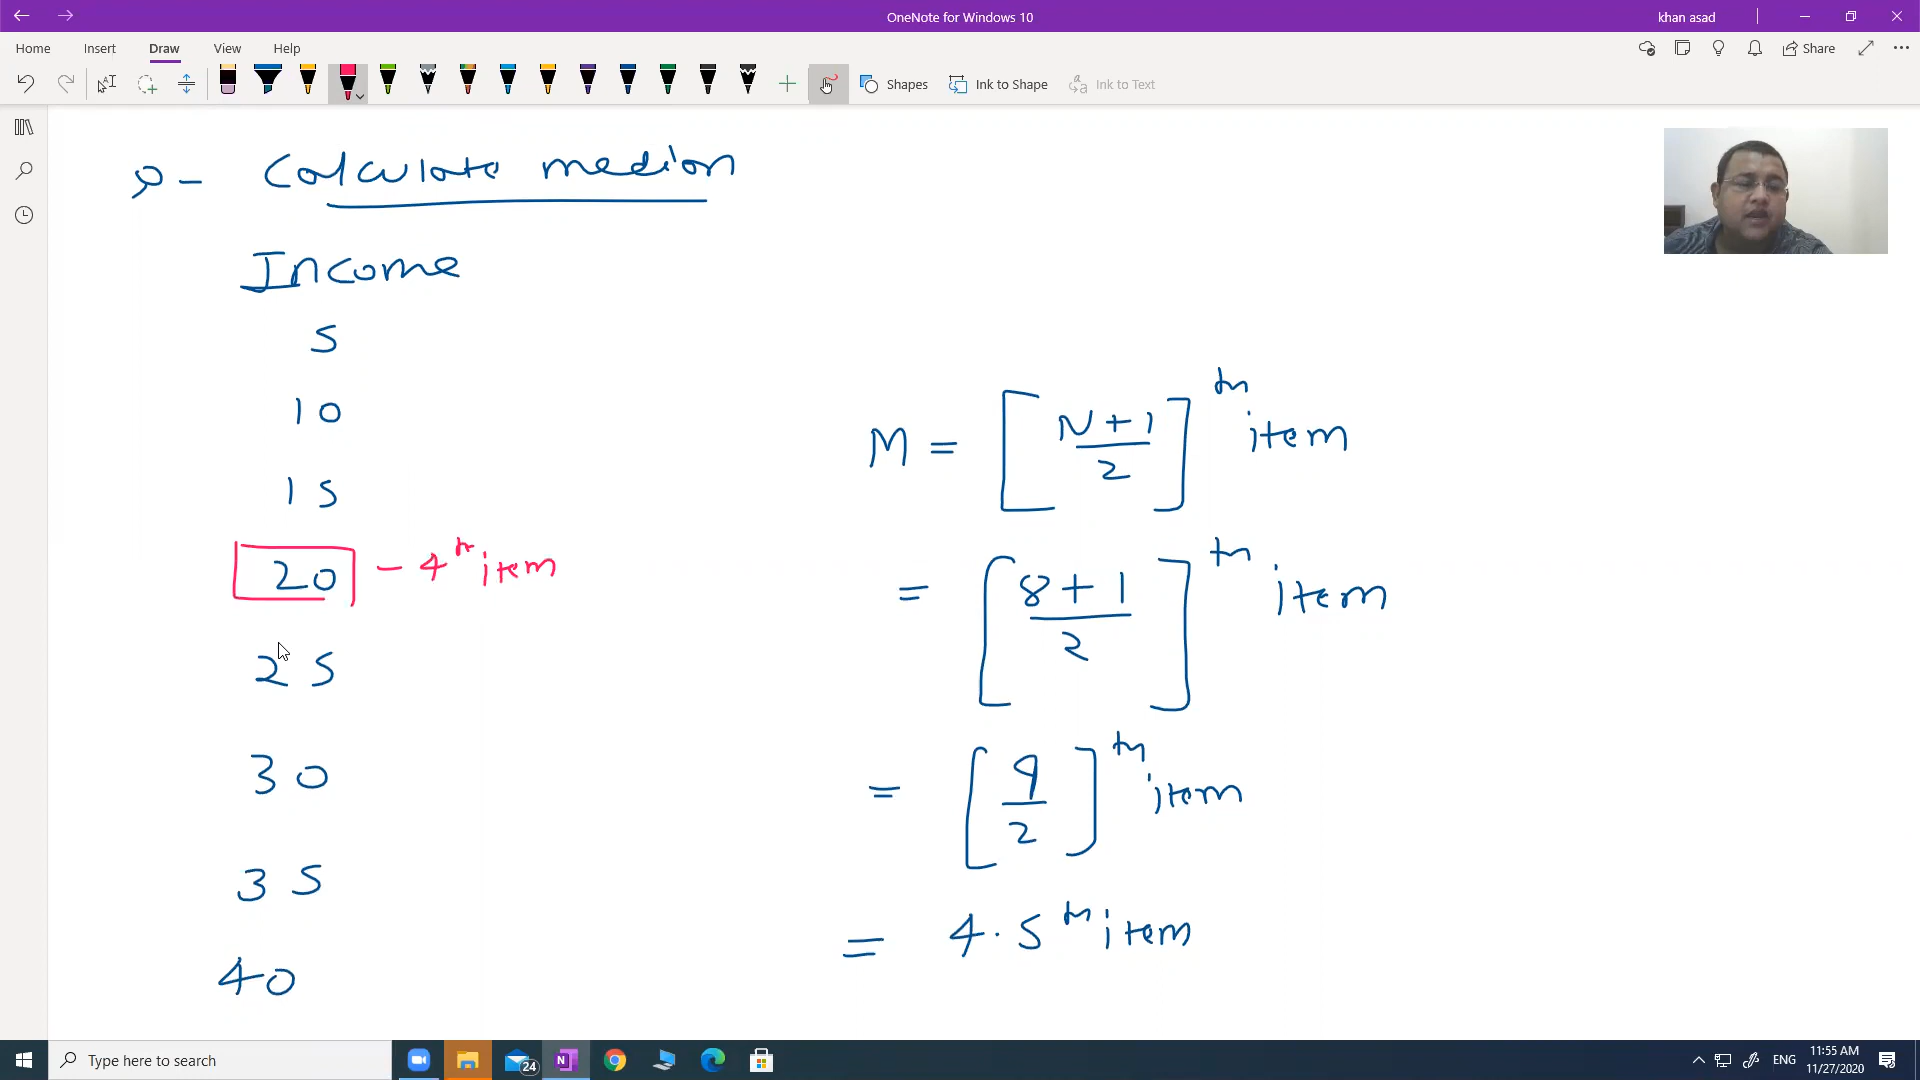 OneNote for Windows 10
khan asad
Home Insert Draw View Help
Share
Shapes Ink to Shape Ink to Text
Q - Calculate median
Income
5
10
15
20 - 4th item
25
30
35
40
M = [N+1/2]th item
= [8+1/2]th item
= [9/2]th item
= 4.5th item
Type here to search
24
ENG
11:55 AM
11/27/2020